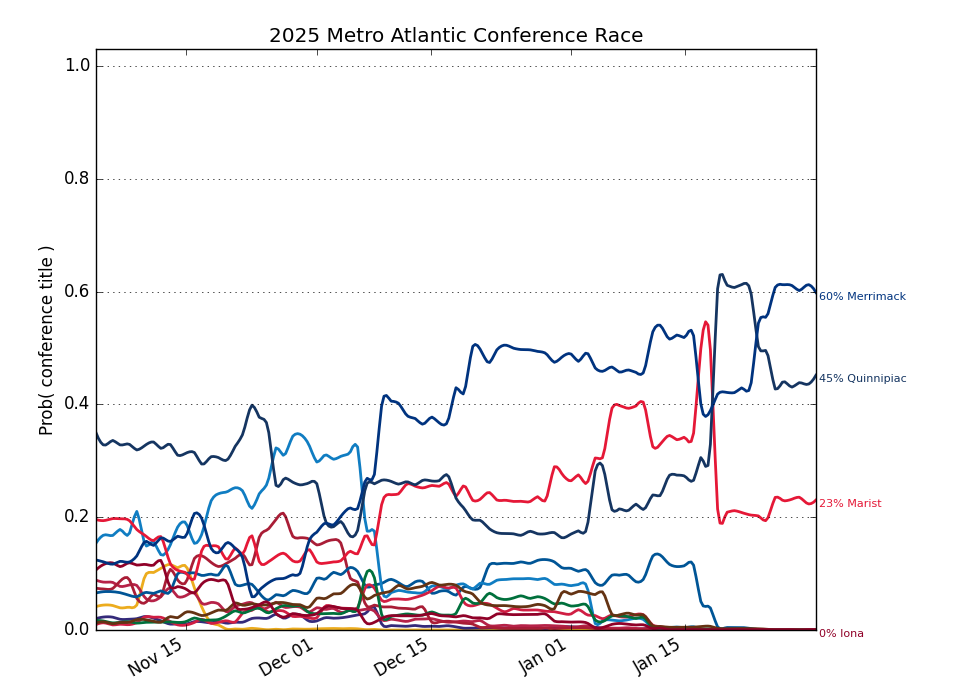 2025 Metro Atlantic Conference Race
1.0
0.8
0.6
0.4
0.2
0.0
Prob( conference title )
60% Merrimack
45% Quinnipiac
23% Marist
0% Iona
Nov 15
Dec 01
Dec 15
Jan 01
Jan 15